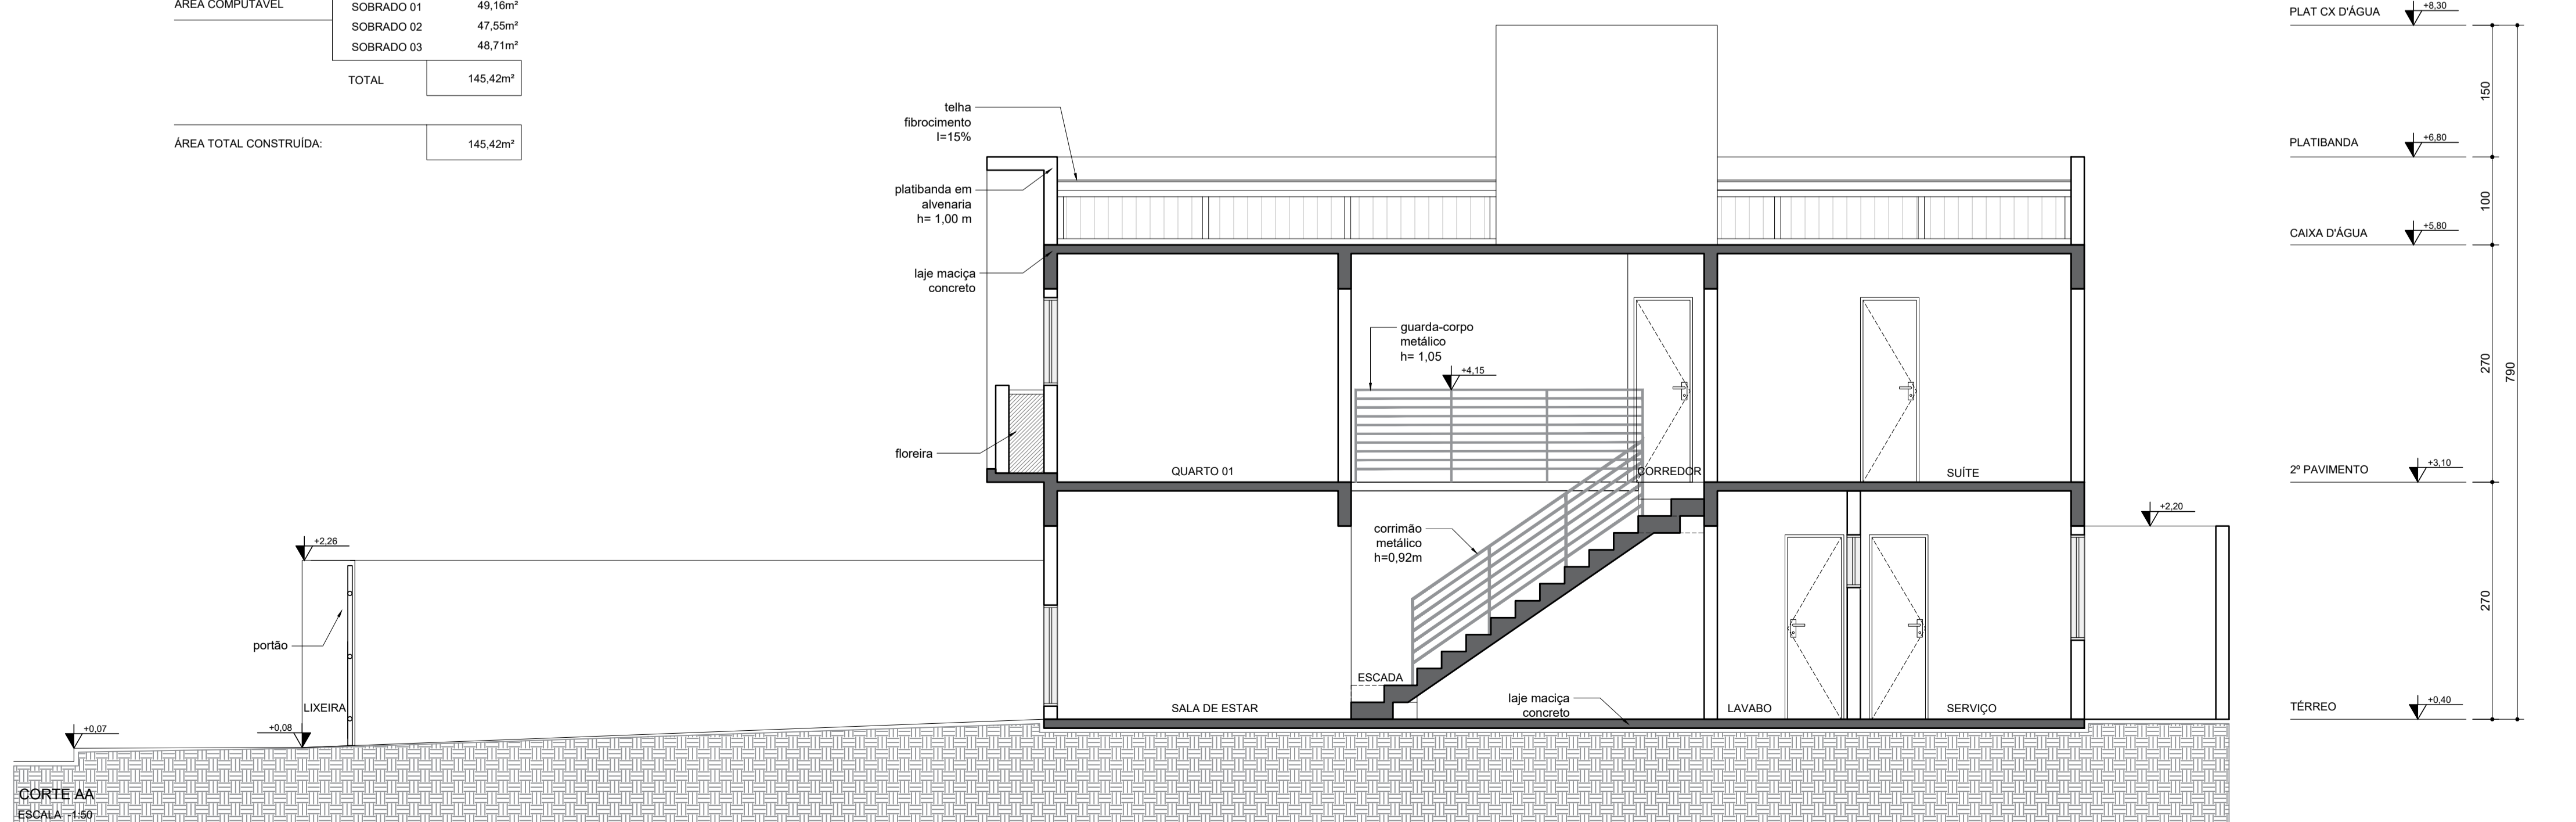 ÁREA COMPUTÁVEL
SOBRADO 01 49,16m²
SOBRADO 02 47,55m²
SOBRADO 03 48,71m²
TOTAL 145,42m²
ÁREA TOTAL CONSTRUÍDA: 145,42m²
telha
fibrocimento
I=15%
platibanda em
alvenaria
h= 1,00 m
laje maciça
concreto
guarda-corpo
metálico
h= 1,05
+4,15
floreira
QUARTO 01
CORREDOR
SUÍTE
corrimão
metálico
h=0,92m
+2,26
+2,20
portão
LIXEIRA
ESCADA
SALA DE ESTAR
laje maciça
concreto
LAVABO
SERVIÇO
+0,07
+0,08
PLAT CX D'ÁGUA +8,30
150
PLATIBANDA +6,80
100
CAIXA D'ÁGUA +5,80
270
790
2º PAVIMENTO +3,10
270
TÉRREO +0,40
CORTE AA
ESCALA -1:50